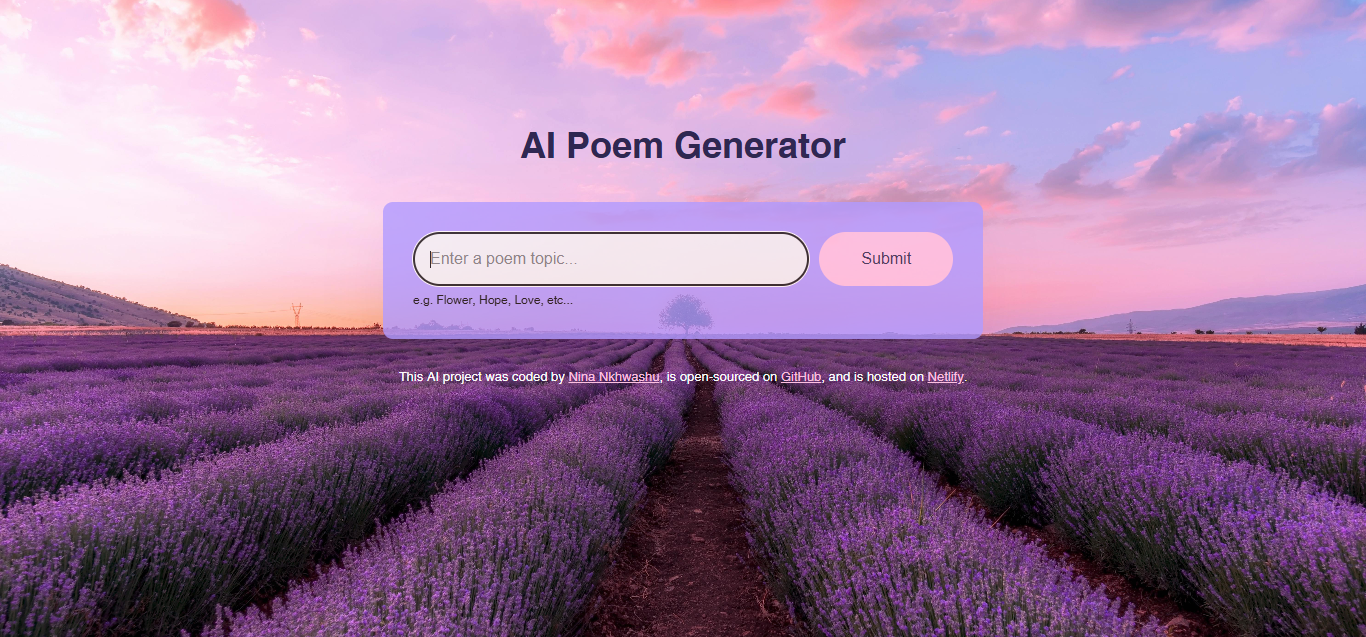 AI Poem Generator
Enter a poem topic...
Submit
e.g. Flower, Hope, Love, etc...
This AI project was coded by Nina Nkhwashu, is open-sourced on GitHub, and is hosted on Netlify.